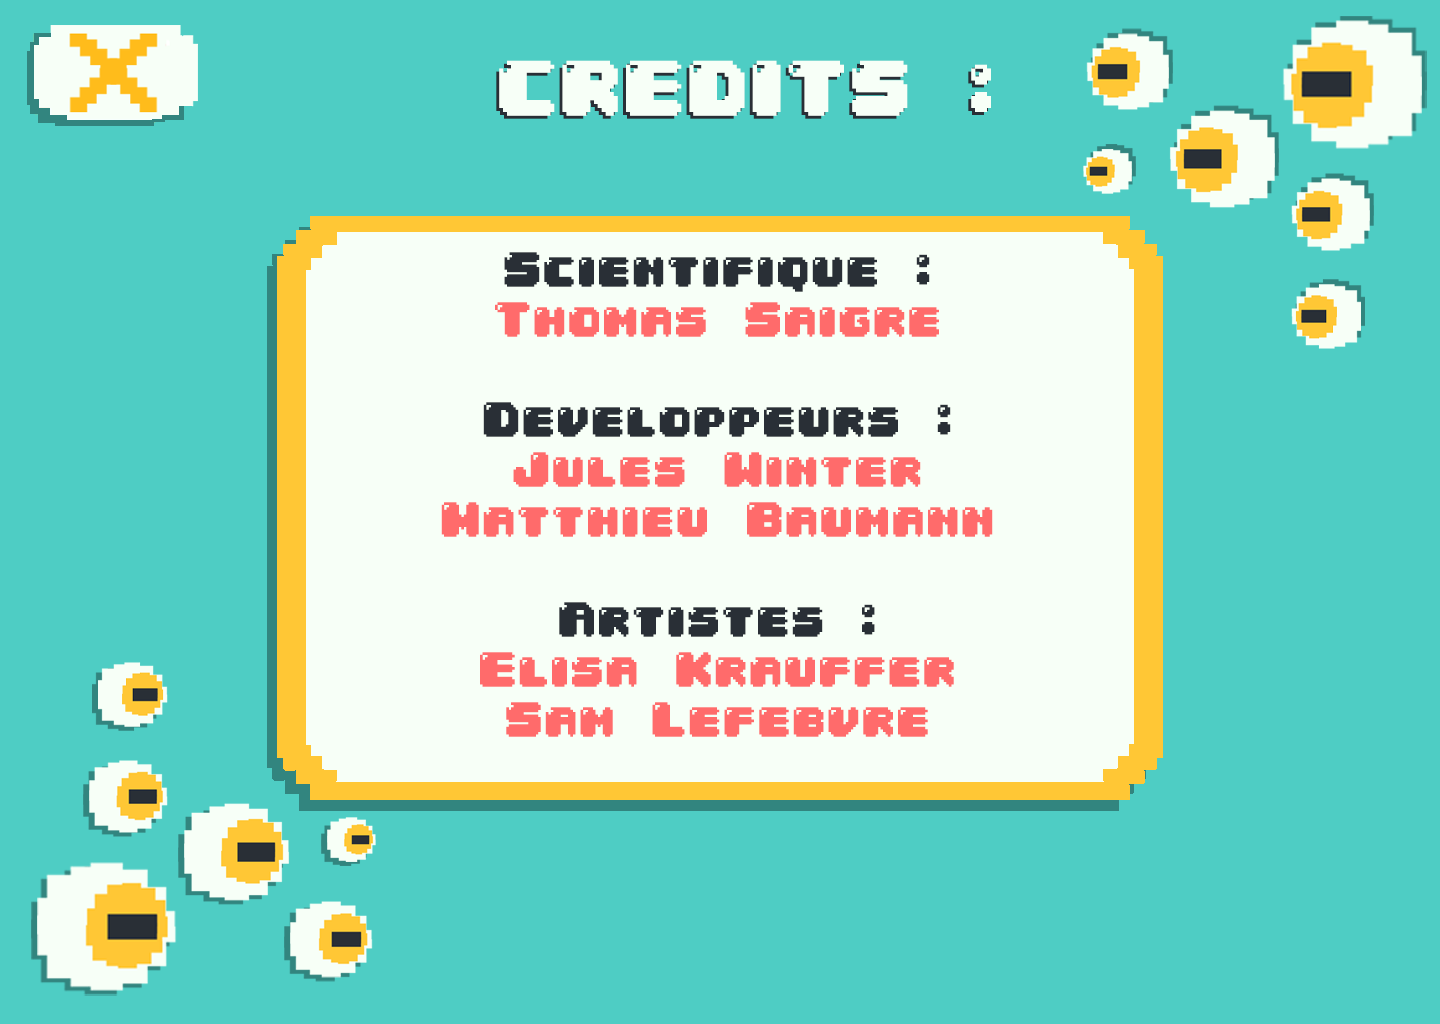 CREDITS :
Scientifique :
Thomas Saigre
Developpeurs :
Jules Winter
Matthieu Baumann
Artistes :
Elisa Krauffer
Sam Lefebvre